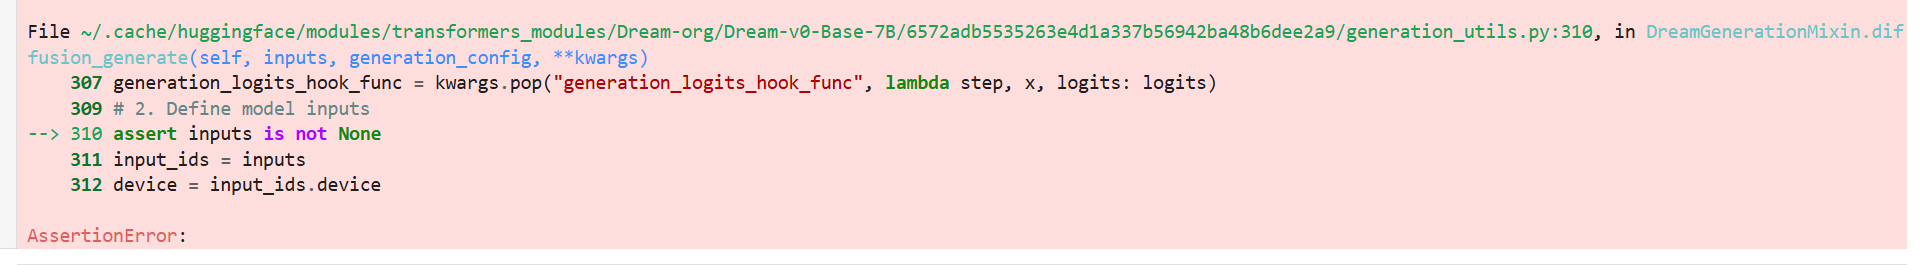 File ~/.cache/huggingface/modules/transformers_modules/Dream-org/Dream-v0-Base-7B/6572adb5535263e4d1a337b56942ba48b6dee2a9/generation_utils.py:310, in DreamGenerationMixin.dif
fusion_generate(self, inputs, generation_config, **kwargs)
307 generation_logits_hook_func = kwargs.pop("generation_logits_hook_func", lambda step, x, logits: logits)
309 # 2. Define model inputs
--> 310 assert inputs is not None
311 input_ids = inputs
312 device = input_ids.device
AssertionError: